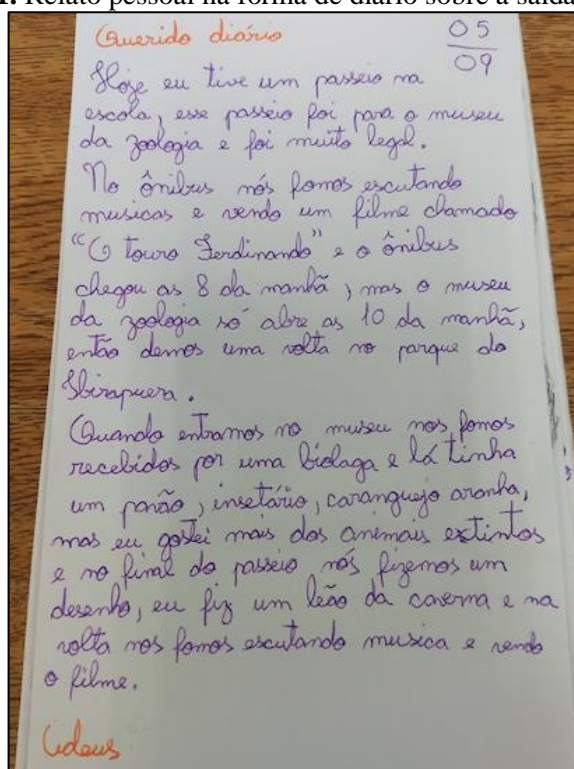 1. Relato pessoal na forma de diário sobre a saída
Querido diário
05
09
Hoje eu tive um passeio na
escola, esse passeio foi para o museu
da zoologia e foi muito legal.
No ônibus nós fomos escutando
musicas e vendo um filme chamado
"O touro Ferdinando" e o ônibus
chegou as 8 da manhã, mas o museu
da zoologia só abre as 10 da manhã,
então demos uma volta no parque do
Ibirapuera.
Quando entramos no museu nos fomos
recebidos por uma biolaga e lá tinha
um pavão, insetário, caranguejo aranha,
mas eu gostei mais dos animais extintos
e no final do passeio nós fizemos um
desenho, eu fiz um leão da caverna e na
volta nos fomos escutando musica e vendo
o filme.
Adeus